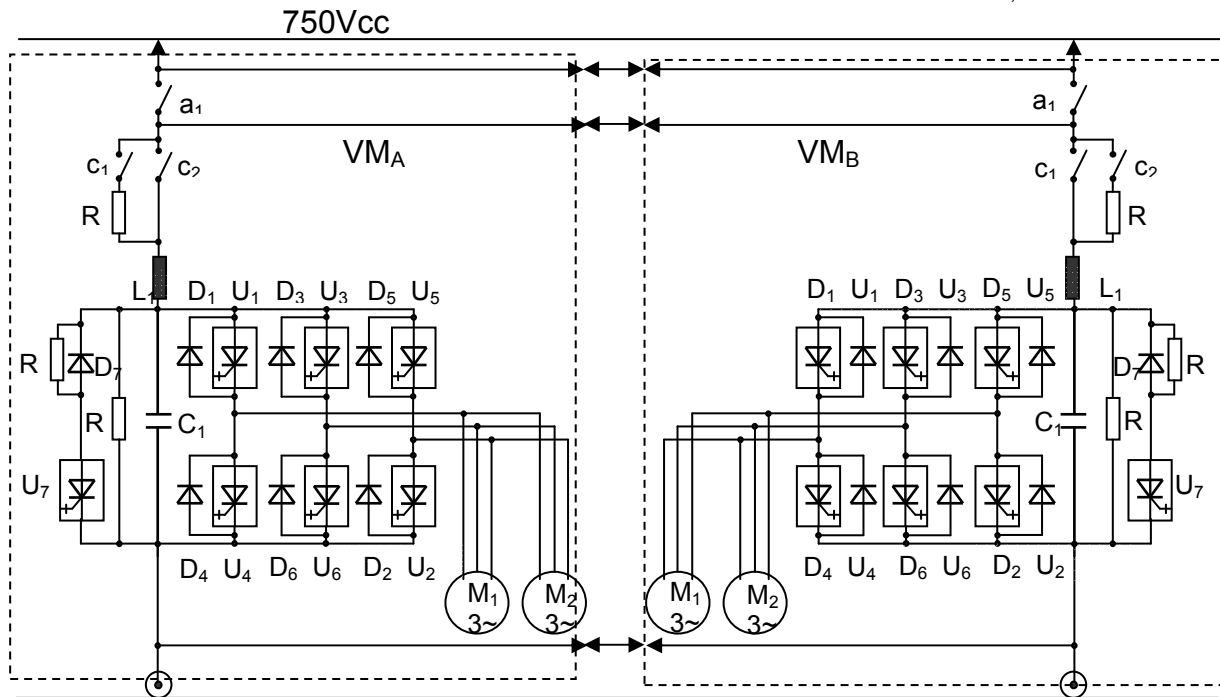 750Vcc
a₁ a₁
VM_A VM_B
c₁ c₂ c₁ c₂
R R
L₁ D₁ U₁ D₃ U₃ D₅ U₅ D₁ U₁ D₃ U₃ D₅ U₅ L₁
R D₇ D₇ R
R C₁ C₁ R
U₇ U₇
D₄ U₄ D₆ U₆ D₂ U₂ D₄ U₄ D₆ U₆ D₂ U₂
M₁ M₂ M₁ M₂
3~ 3~ 3~ 3~